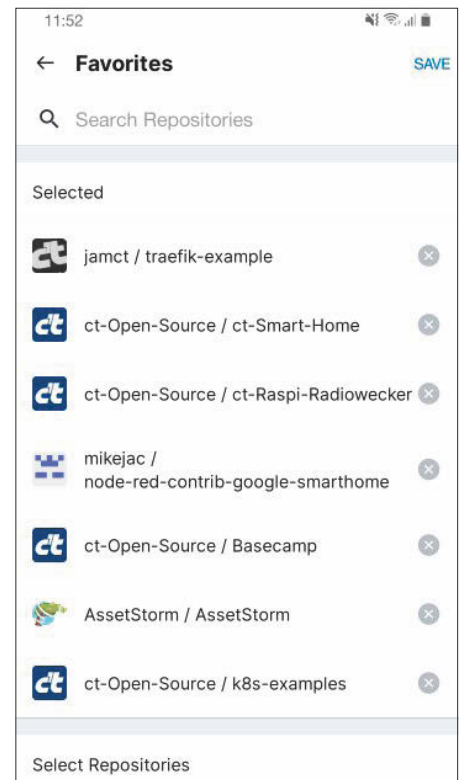 11:52
Favorites
SAVE
Search Repositories
Selected
c't
jamct / traefik-example
c't
ct-Open-Source / ct-Smart-Home
c't
ct-Open-Source / ct-Raspi-Radiowecker
mikejac /
node-red-contrib-google-smarthome
c't
ct-Open-Source / Basecamp
AssetStorm / AssetStorm
c't
ct-Open-Source / k8s-examples
Select Repositories